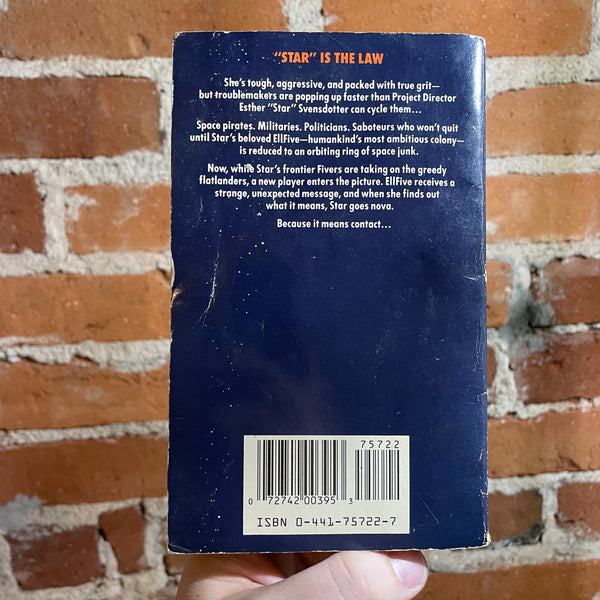 "STAR" IS THE LAW
She's tough, aggressive, and packed with true grit—
but troublemakers are popping up faster than Project Director
Esther "Star" Svensdotter can cycle them...
Space pirates. Militaries. Politicians. Saboteurs who won't quit
until Star's beloved EllFive—humankind's most ambitious colony—
is reduced to an orbiting ring of space junk.
Now, while Star's frontier Fivers are taking on the greedy
flatlanders, a new player enters the picture. EllFive receives a
strange, unexpected message, and when she finds out
what it means, Star goes nova.
Because it means contact...
75722
0 72742 00395 3
ISBN 0-441-75722-7